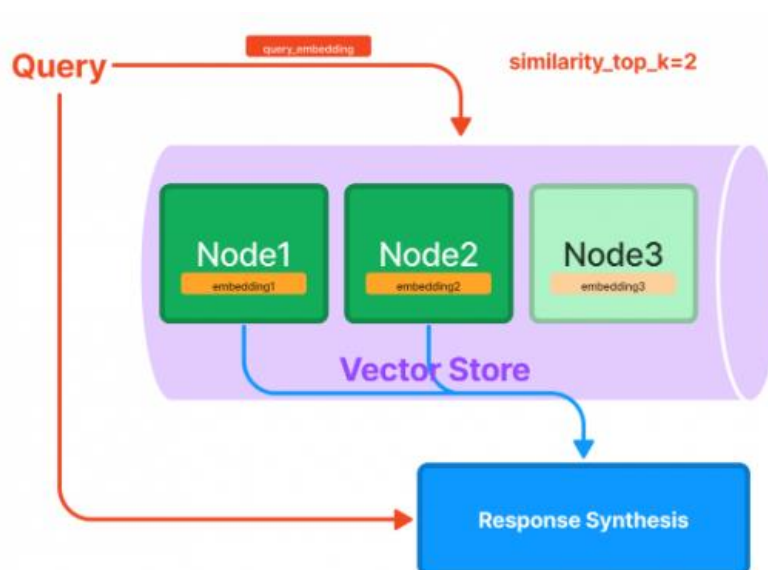 query_embedding
Query
similarity_top_k=2
Node1
embedding1
Node2
embedding2
Node3
embedding3
Vector Store
Response Synthesis